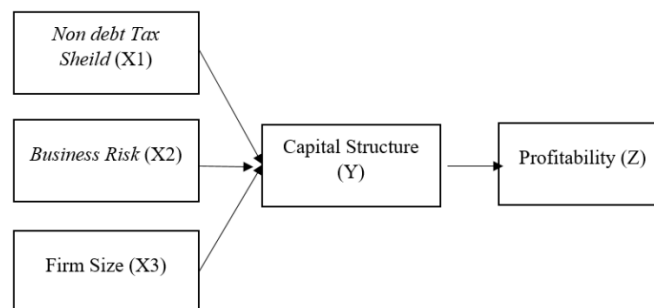 Non debt Tax
Sheild (X1)
Business Risk (X2)
Firm Size (X3)
Capital Structure
(Y)
Profitability (Z)